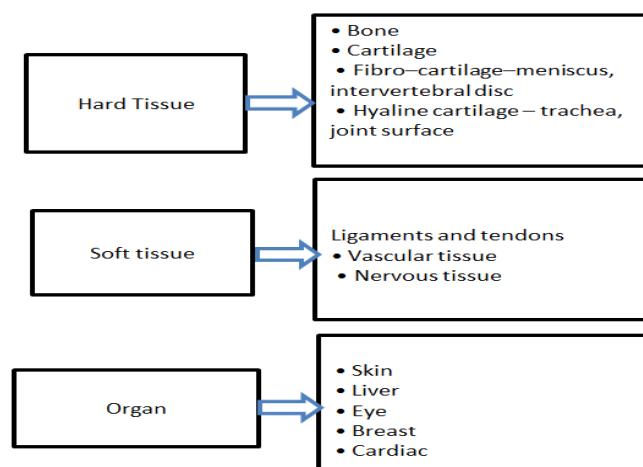 Hard Tissue
• Bone
• Cartilage
• Fibro–cartilage–meniscus,
intervertebral disc
• Hyaline cartilage – trachea,
joint surface
Soft tissue
Ligaments and tendons
• Vascular tissue
• Nervous tissue
Organ
• Skin
• Liver
• Eye
• Breast
• Cardiac